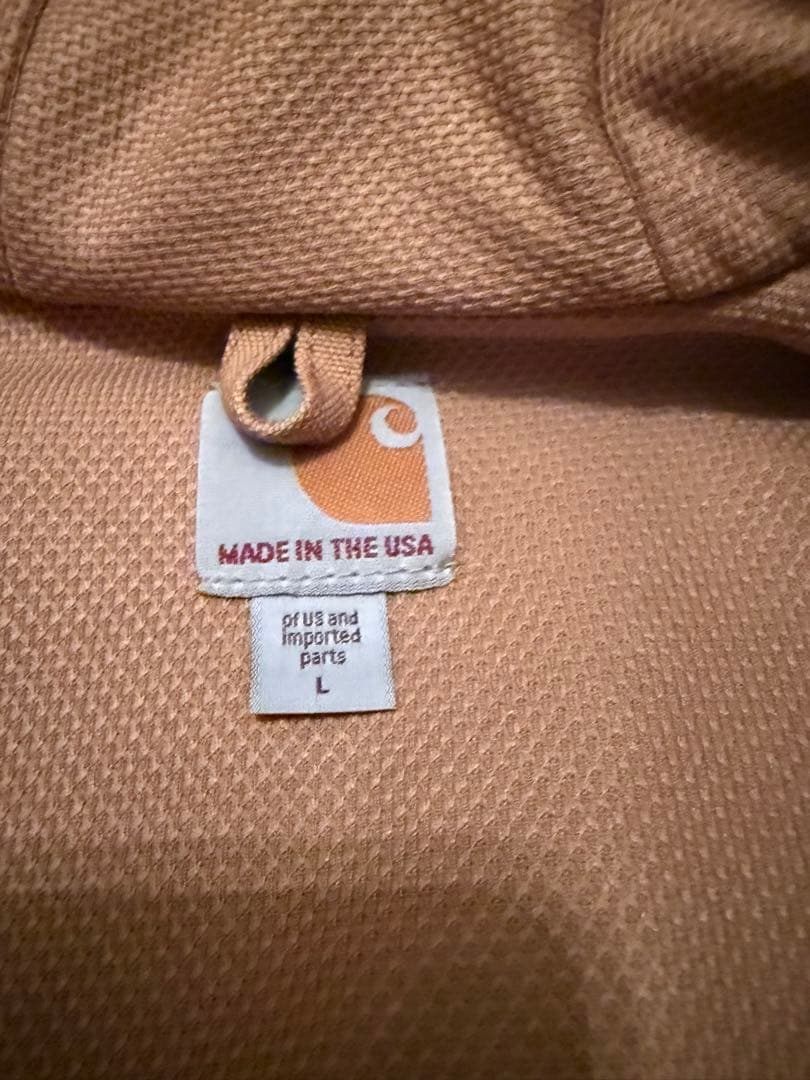 MADE IN THE USA
of US and
imported
parts
L